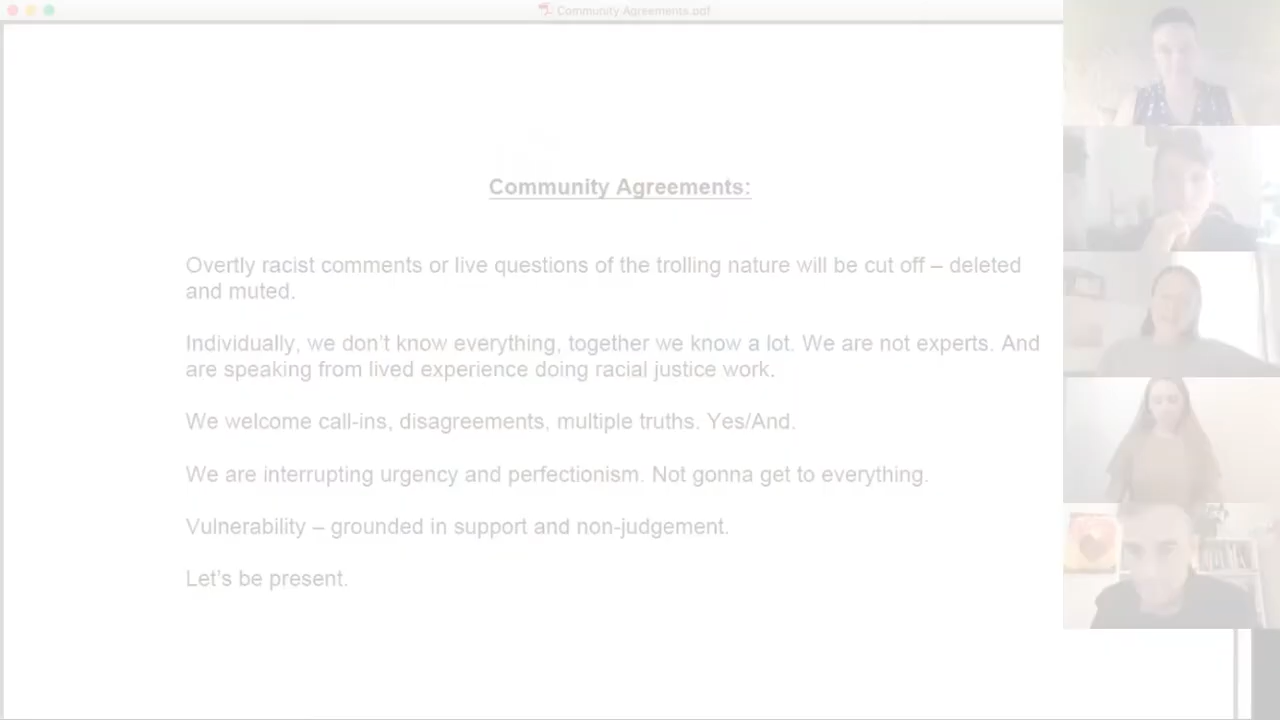 Community Agreements.pdf
Community Agreements:
Overtly racist comments or live questions of the trolling nature will be cut off – deleted
and muted.
Individually, we don’t know everything, together we know a lot. We are not experts. And
are speaking from lived experience doing racial justice work.
We welcome call-ins, disagreements, multiple truths. Yes/And.
We are interrupting urgency and perfectionism. Not gonna get to everything.
Vulnerability – grounded in support and non-judgement.
Let’s be present.